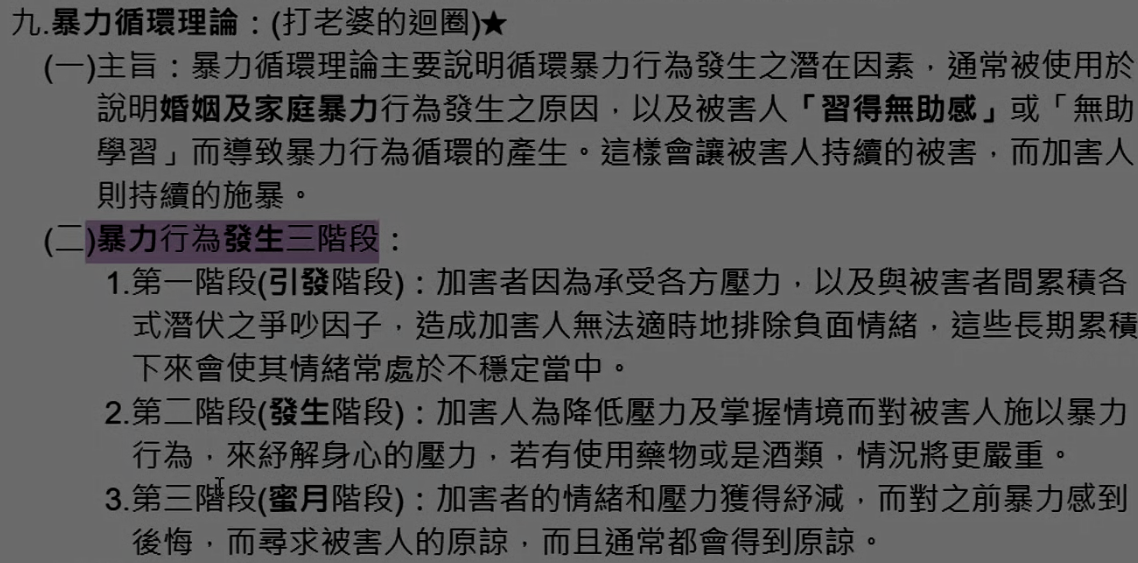 九.暴力循環理論：(打老婆的迴圈)★
(一)主旨：暴力循環理論主要說明循環暴力行為發生之潛在因素，通常被使用於
說明婚姻及家庭暴力行為發生之原因，以及被害人「習得無助感」或「無助
學習」而導致暴力行為循環的產生。這樣會讓被害人持續的被害，而加害人
則持續的施暴。
(二)暴力行為發生三階段：
1.第一階段(引發階段)：加害者因為承受各方壓力，以及與被害者間累積各
式潛伏之爭吵因子，造成加害人無法適時地排除負面情緒，這些長期累積
下來會使其情緒常處於不穩定當中。
2.第二階段(發生階段)：加害人為降低壓力及掌握情境而對被害人施以暴力
行為，來紓解身心的壓力，若有使用藥物或是酒類，情況將更嚴重。
3.第三階段(蜜月階段)：加害者的情緒和壓力獲得紓減，而對之前暴力感到
後悔，而尋求被害人的原諒，而且通常都會得到原諒。